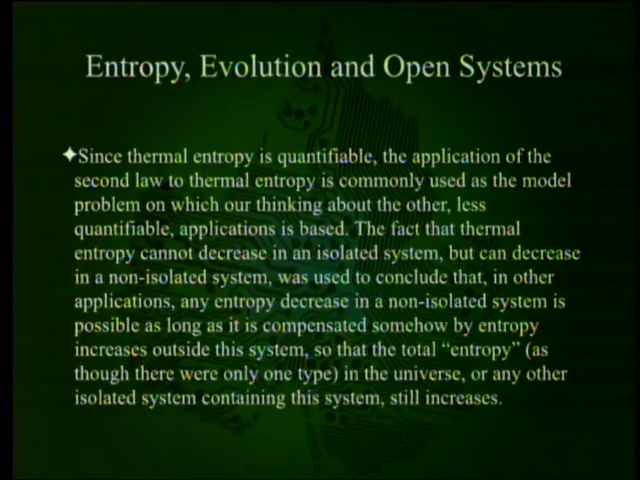 Entropy, Evolution and Open Systems
✦Since thermal entropy is quantifiable, the application of the
second law to thermal entropy is commonly used as the model
problem on which our thinking about the other, less
quantifiable, applications is based. The fact that thermal
entropy cannot decrease in an isolated system, but can decrease
in a non-isolated system, was used to conclude that, in other
applications, any entropy decrease in a non-isolated system is
possible as long as it is compensated somehow by entropy
increases outside this system, so that the total “entropy” (as
though there were only one type) in the universe, or any other
isolated system containing this system, still increases.